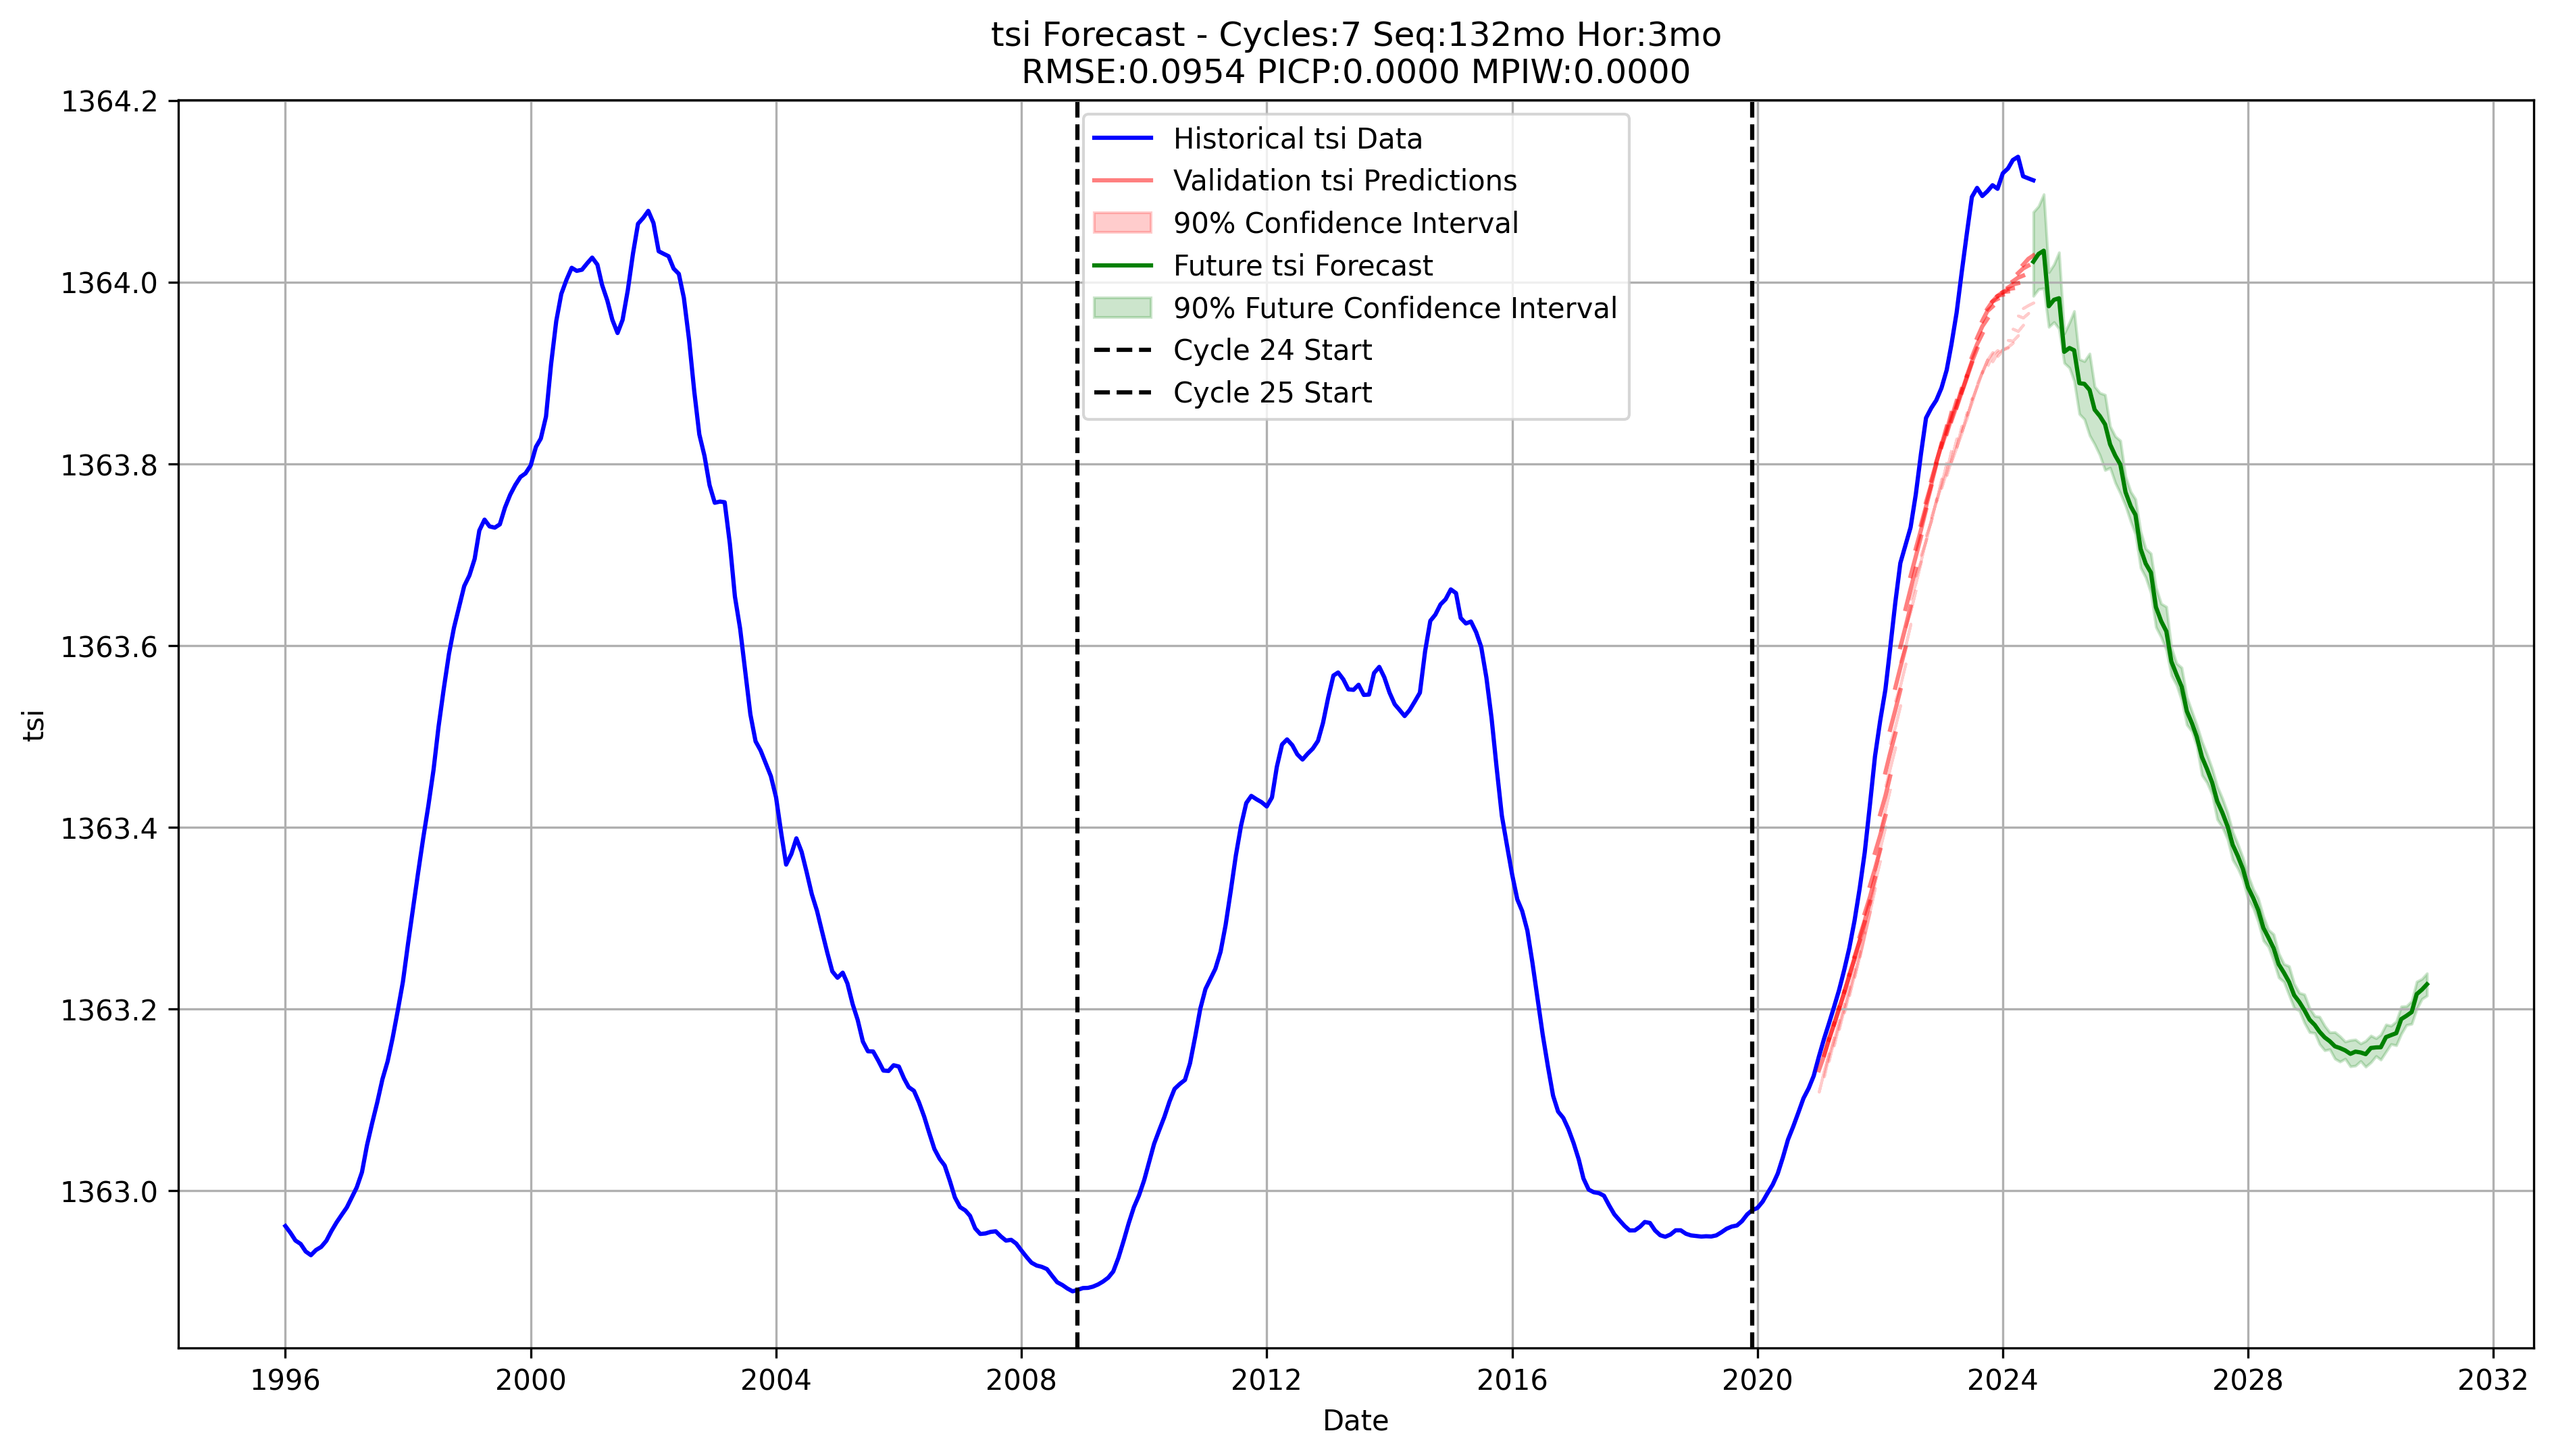 tsi Forecast - Cycles:7 Seq:132mo Hor:3mo
RMSE:0.0954 PICP:0.0000 MPIW:0.0000
1364.2
1364.0
1363.8
1363.6
1363.4
1363.2
1363.0
tsi
Historical tsi Data
Validation tsi Predictions
90% Confidence Interval
Future tsi Forecast
90% Future Confidence Interval
Cycle 24 Start
Cycle 25 Start
1996 2000 2004 2008 2012 2016 2020 2024 2028 2032
Date